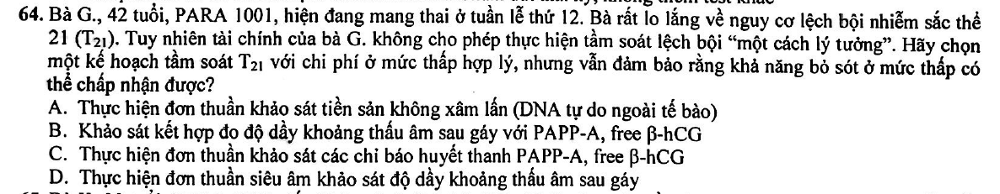 64. Bà G., 42 tuổi, PARA 1001, hiện đang mang thai ở tuần lễ thứ 12. Bà rất lo lắng về nguy cơ lệch bội nhiễm sắc thể
21 (T21). Tuy nhiên tài chính của bà G. không cho phép thực hiện tầm soát lệch bội “một cách lý tưởng”. Hãy chọn
một kế hoạch tầm soát T21 với chi phí ở mức thấp hợp lý, nhưng vẫn đảm bảo rằng khả năng bỏ sót ở mức thấp có
thể chấp nhận được?
A. Thực hiện đơn thuần khảo sát tiền sản không xâm lấn (DNA tự do ngoài tế bào)
B. Khảo sát kết hợp đo độ dầy khoảng thấu âm sau gáy với PAPP-A, free β-hCG
C. Thực hiện đơn thuần khảo sát các chỉ báo huyết thanh PAPP-A, free β-hCG
D. Thực hiện đơn thuần siêu âm khảo sát độ dầy khoảng thấu âm sau gáy